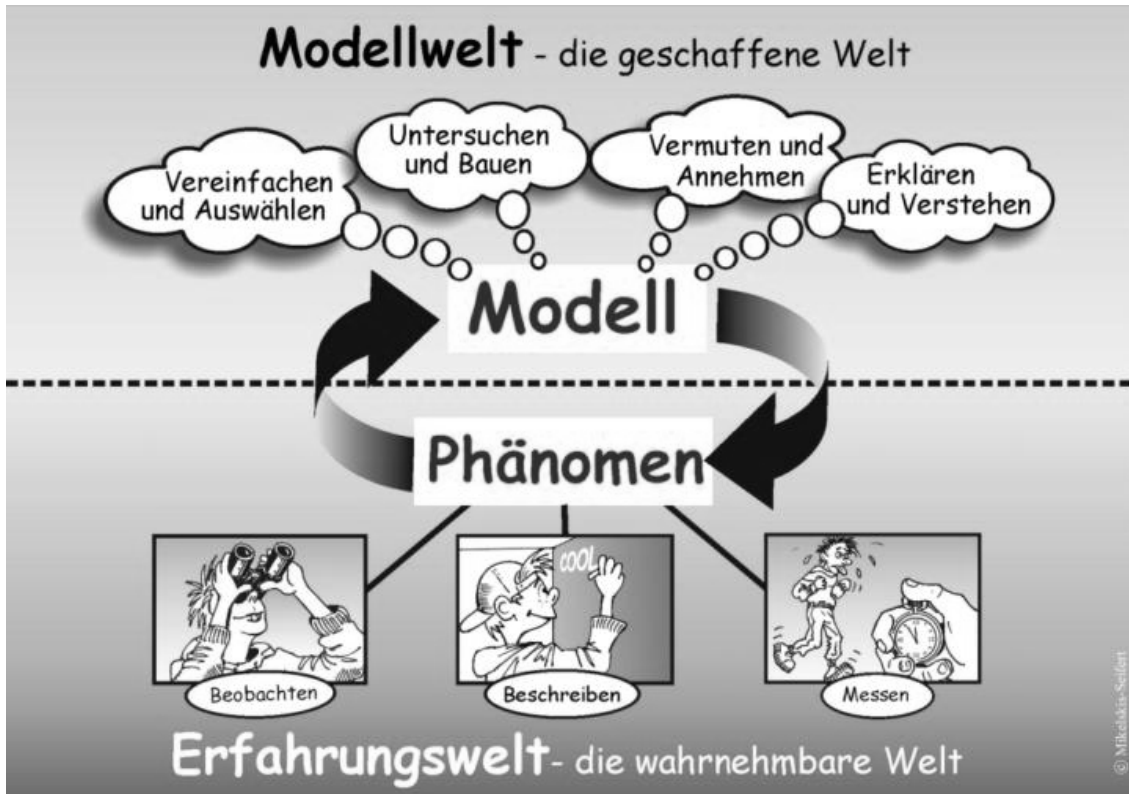 Modellwelt - die geschaffene Welt
Vereinfachen
und Auswählen
Untersuchen
und Bauen
Vermuten und
Annehmen
Erklären
und Verstehen
Modell
Phänomen
COOL
Beobachten
Beschreiben
Messen
Erfahrungswelt- die wahrnehmbare Welt
© Mikelskis-Seifert